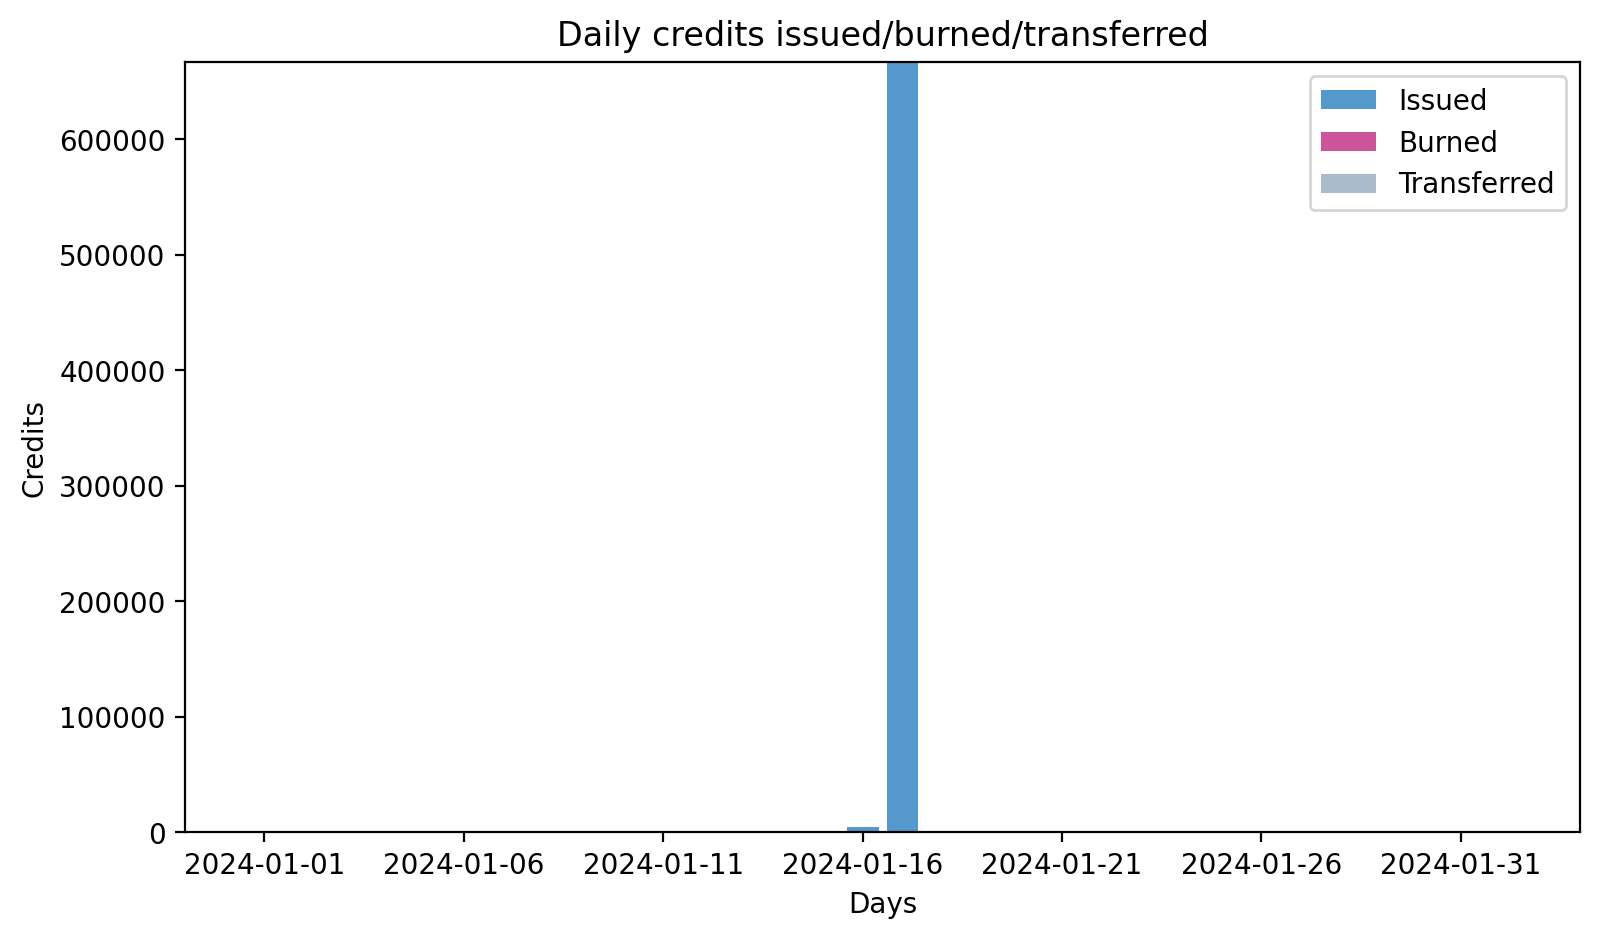 Daily credits issued/burned/transferred
Issued
Burned
Transferred
600000
500000
400000
300000
200000
100000
0
Credits
2024-01-01 2024-01-06 2024-01-11 2024-01-16 2024-01-21 2024-01-26 2024-01-31
Days